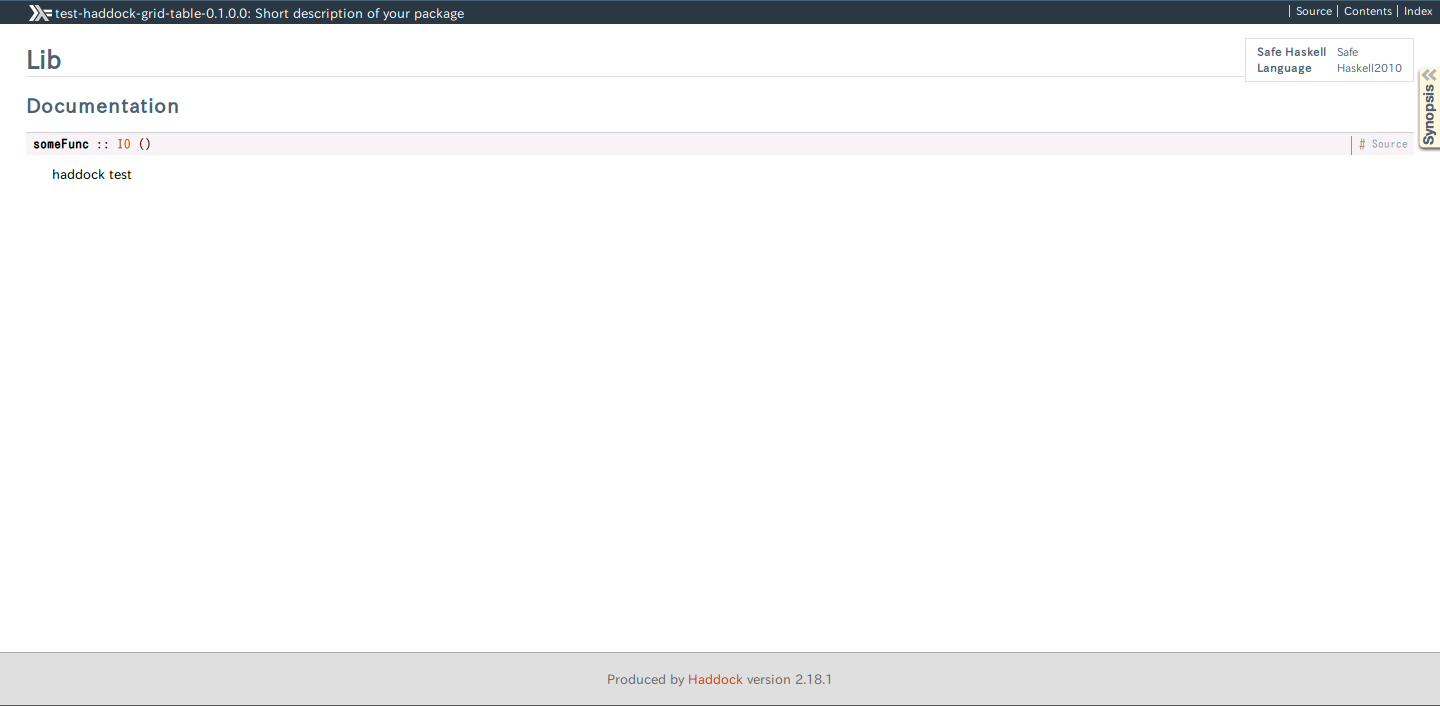 test-haddock-grid-table-0.1.0.0: Short description of your package
Source
Contents
Index
Lib
Safe Haskell Safe
Language Haskell2010
Synopsis
Documentation
someFunc :: IO ()
# Source
haddock test
Produced by Haddock version 2.18.1